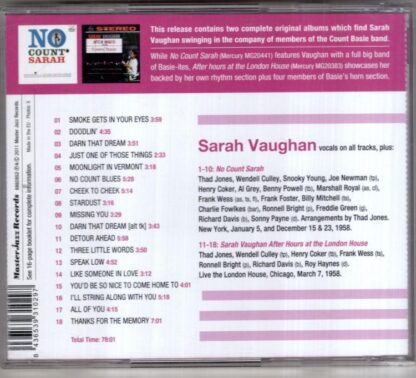 NO
COUNT
SARAH
STEREO
This release contains two complete original albums which find Sarah
Vaughan swinging in the company of members of the Count Basie band.
While No Count Sarah (Mercury MG20441) features Vaughan with a full big band
of Basie-ites, After hours at the London House (Mercury MG20383) showcases her
backed by her own rhythm section plus four members of Basie's horn section.
01 SMOKE GETS IN YOUR EYES 3:59
02 DOODLIN' 4:35
03 DARN THAT DREAM 3:51
04 JUST ONE OF THOSE THINGS 2:33
05 MOONLIGHT IN VERMONT 3:18
06 NO COUNT BLUES 5:28
07 CHEEK TO CHEEK 5:14
08 STARDUST 3:16
09 MISSING YOU 3:29
10 DARN THAT DREAM [alt tk] 3:43
11 DETOUR AHEAD 5:58
12 THREE LITTLE WORDS 5:50
13 SPEAK LOW 4:52
14 LIKE SOMEONE IN LOVE 3:12
15 YOU'D BE SO NICE TO COME HOME TO 4:01
16 I'LL STRING ALONG WITH YOU 5:18
17 ALL OF YOU 4:15
18 THANKS FOR THE MEMORY 7:01
Total Time: 78:01
Sarah Vaughan vocals on all tracks, plus:
1-10: No Count Sarah
Thad Jones, Wendell Culley, Snooky Young, Joe Newman (tp),
Henry Coker, Al Grey, Benny Powell (tb), Marshall Royal (as, cl),
Frank Wess (as, ts, fl), Frank Foster, Billy Mitchell (ts),
Charlie Fowlkes (bar), Ronnell Bright (p), Freddie Green (g),
Richard Davis (b), Sonny Payne (d). Arrangements by Thad Jones.
New York, January 5, and December 15 & 23, 1958.
11-18: Sarah Vaughan After Hours at the London House
Thad Jones, Wendell Culley (tp), Henry Coker (tb), Frank Wess (ts),
Ronnell Bright (p), Richard Davis (b), Roy Haynes (d).
Live the London House, Chicago, March 7, 1958.
Master Jazz Records
See 16-page booklet for complete information.
8 436539 310297